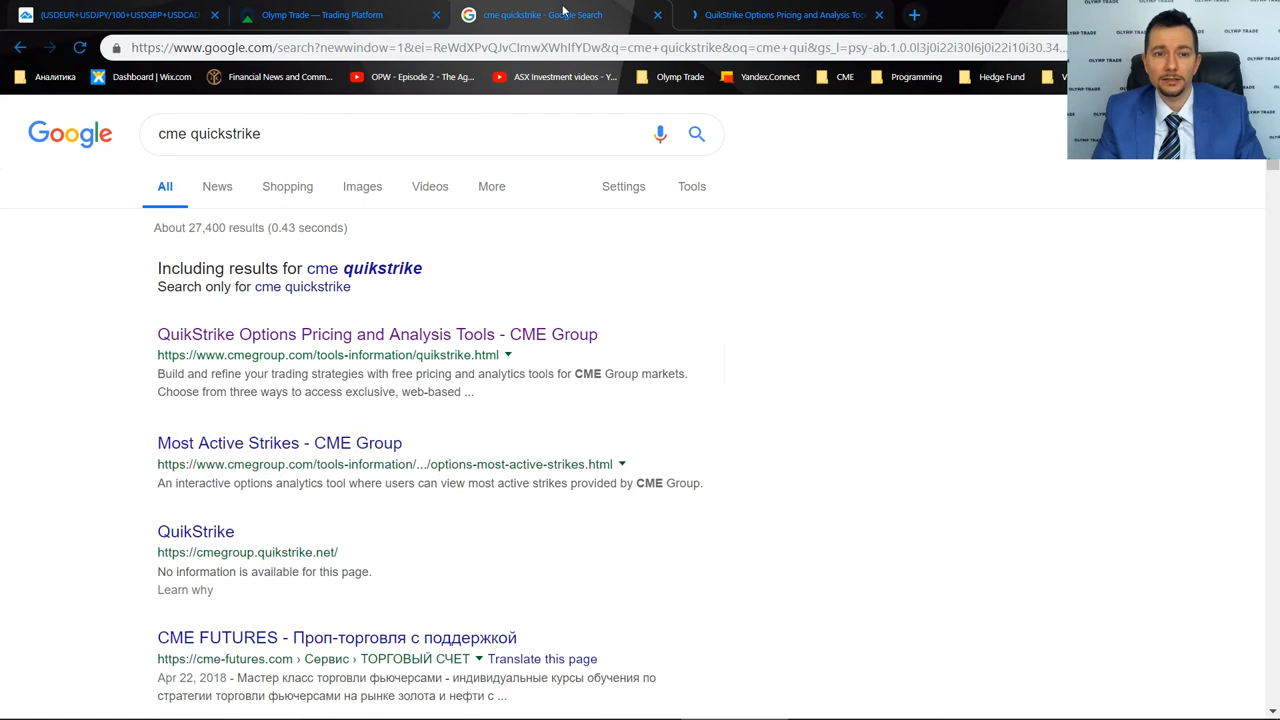 (USDEUR+USDJPY/100+USDGBP+USDCAD
Olymp Trade — Trading Platform
cme quickstrike - Google Search
QuikStrike Options Pricing and Analysis Too
https://www.google.com/search?newwindow=1&ei=ReWdXPvQJvClmwXWhIfYDw&q=cme+quickstrike&oq=cme+qui&gs_l=psy-ab.1.0.0l3j0i22i30l6j0i22i10i30.34...
Аналитика
Dashboard | Wix.com
Financial News and Comm...
OPW - Episode 2 - The Ag...
ASX Investment videos - Y...
Olymp Trade
Yandex.Connect
CME
Programming
Hedge Fund
OLYMP TRADE
Google
cme quickstrike
All
News
Shopping
Images
Videos
More
Settings
Tools
About 27,400 results (0.43 seconds)
Including results for cme quikstrike
Search only for cme quickstrike
QuikStrike Options Pricing and Analysis Tools - CME Group
https://www.cmegroup.com/tools-information/quikstrike.html
Build and refine your trading strategies with free pricing and analytics tools for CME Group markets.
Choose from three ways to access exclusive, web-based ...
Most Active Strikes - CME Group
https://www.cmegroup.com/tools-information/.../options-most-active-strikes.html
An interactive options analytics tool where users can view most active strikes provided by CME Group.
QuikStrike
https://cmegroup.quikstrike.net/
No information is available for this page.
Learn why
CME FUTURES - Проп-торговля с поддержкой
https://cme-futures.com › Сервис › ТОРГОВЫЙ СЧЕТ Translate this page
Apr 22, 2018 - Мастер класс торговли фьючерсами - индивидуальные курсы обучения по
стратегии торговли фьючерсами на рынке золота и нефти с ...